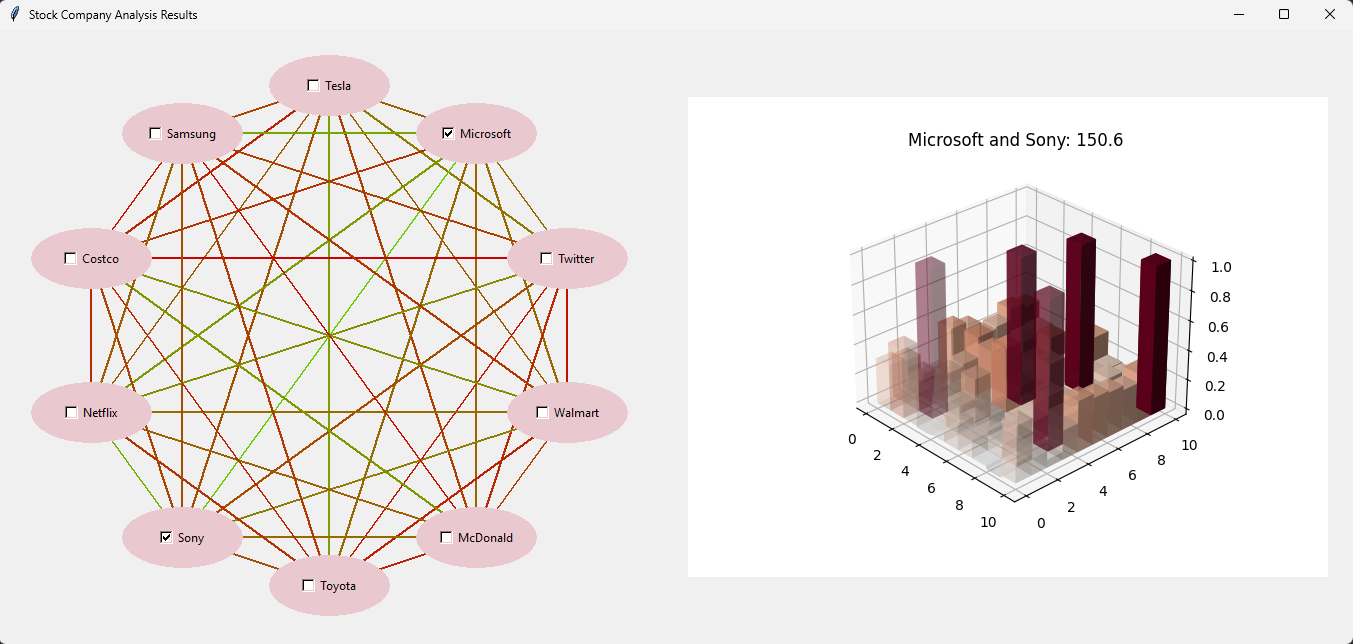 Stock Company Analysis Results
Tesla
Samsung
Microsoft
Costco
Twitter
Netflix
Walmart
Sony
McDonald
Toyota
Microsoft and Sony: 150.6
1.0
0.8
0.6
0.4
0.2
0.0
0
2
4
6
8
10
0
2
4
6
8
10